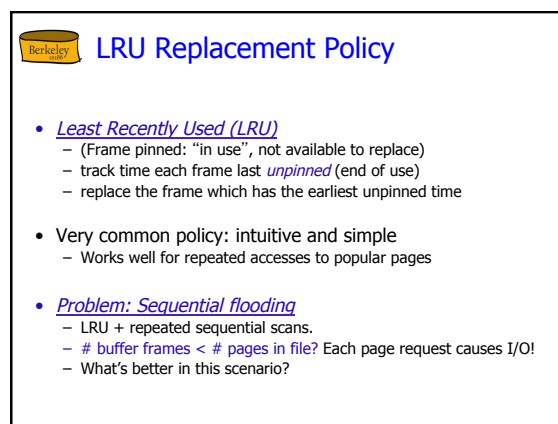 Berkeley
cs186
LRU Replacement Policy
• Least Recently Used (LRU)
– (Frame pinned: “in use”, not available to replace)
– track time each frame last unpinned (end of use)
– replace the frame which has the earliest unpinned time
• Very common policy: intuitive and simple
– Works well for repeated accesses to popular pages
• Problem: Sequential flooding
– LRU + repeated sequential scans.
– # buffer frames < # pages in file? Each page request causes I/O!
– What’s better in this scenario?